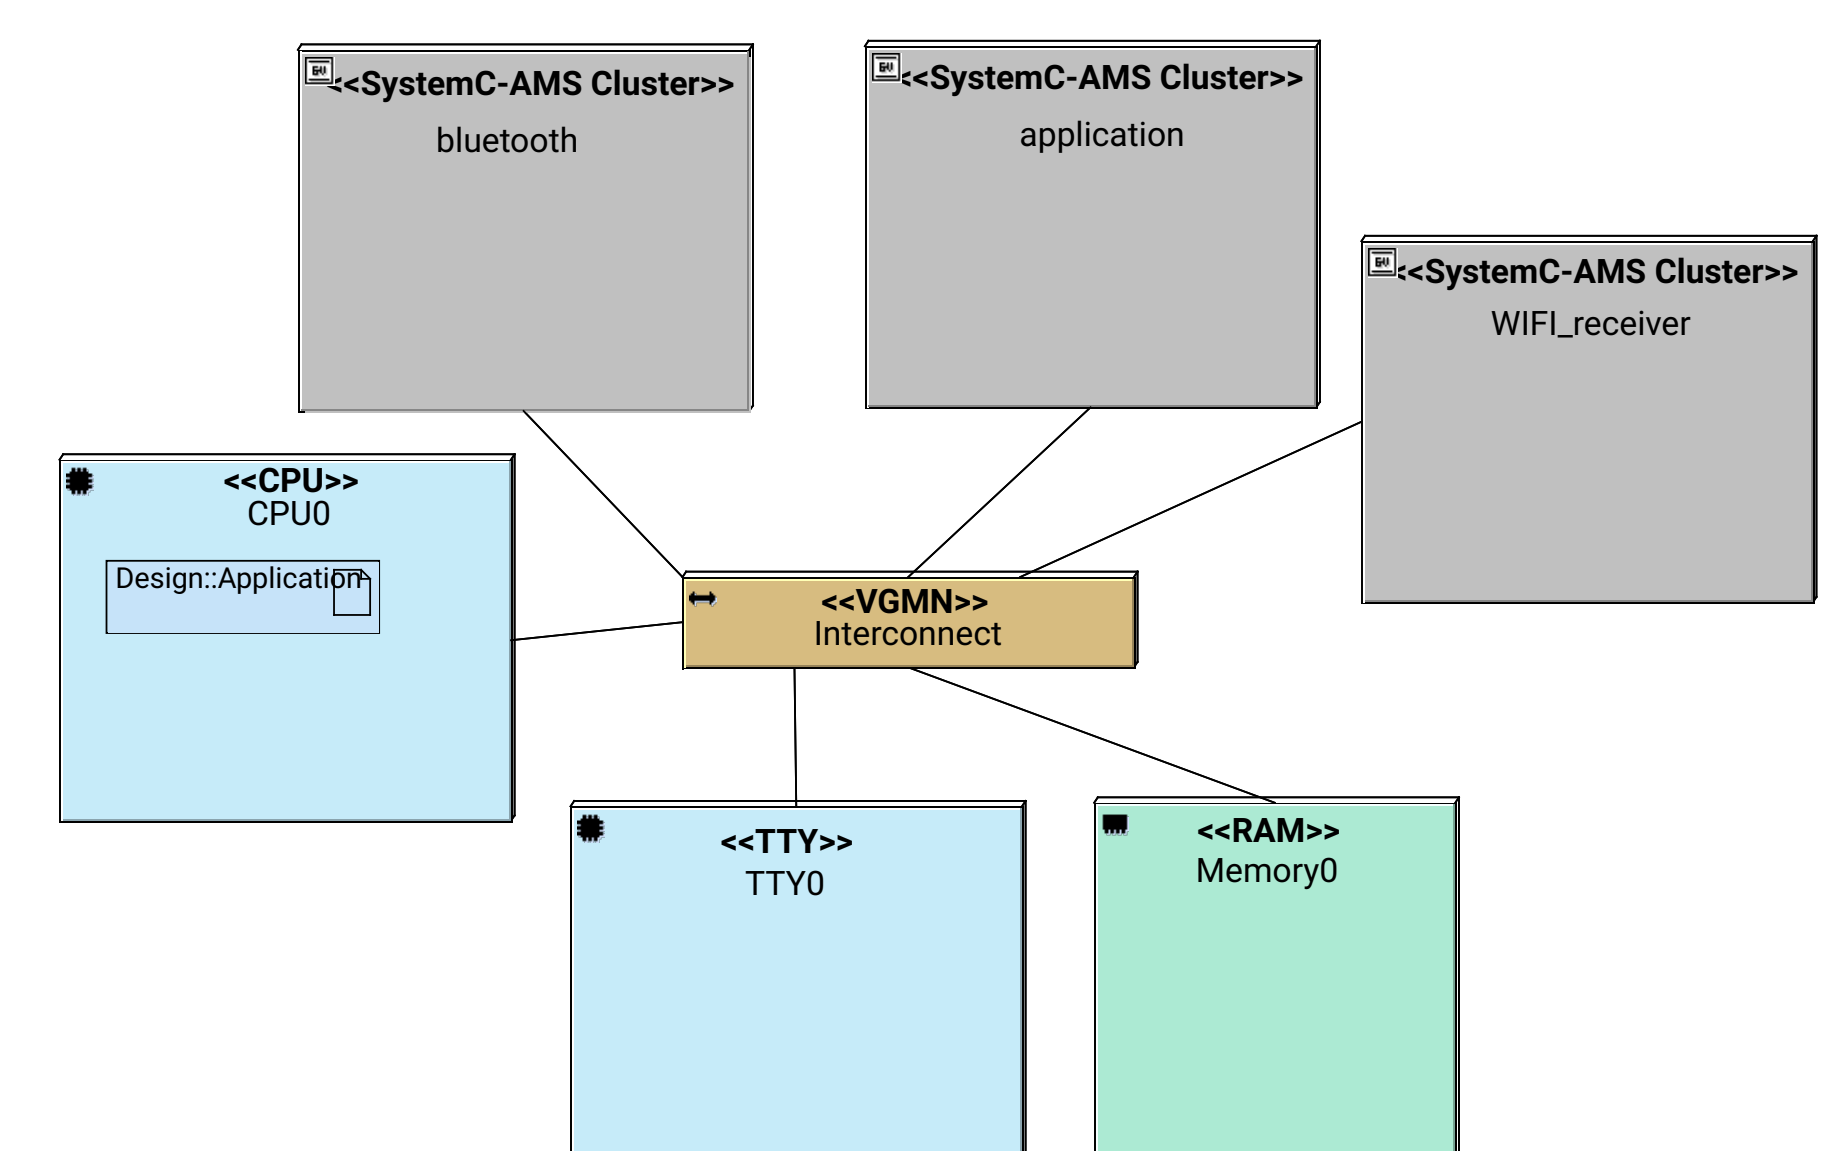 <<SystemC-AMS Cluster>>
bluetooth
<<SystemC-AMS Cluster>>
application
<<SystemC-AMS Cluster>>
WIFI_receiver
<<CPU>>
CPU0
Design::Application
<<VGMN>>
Interconnect
<<TTY>>
TTY0
<<RAM>>
Memory0